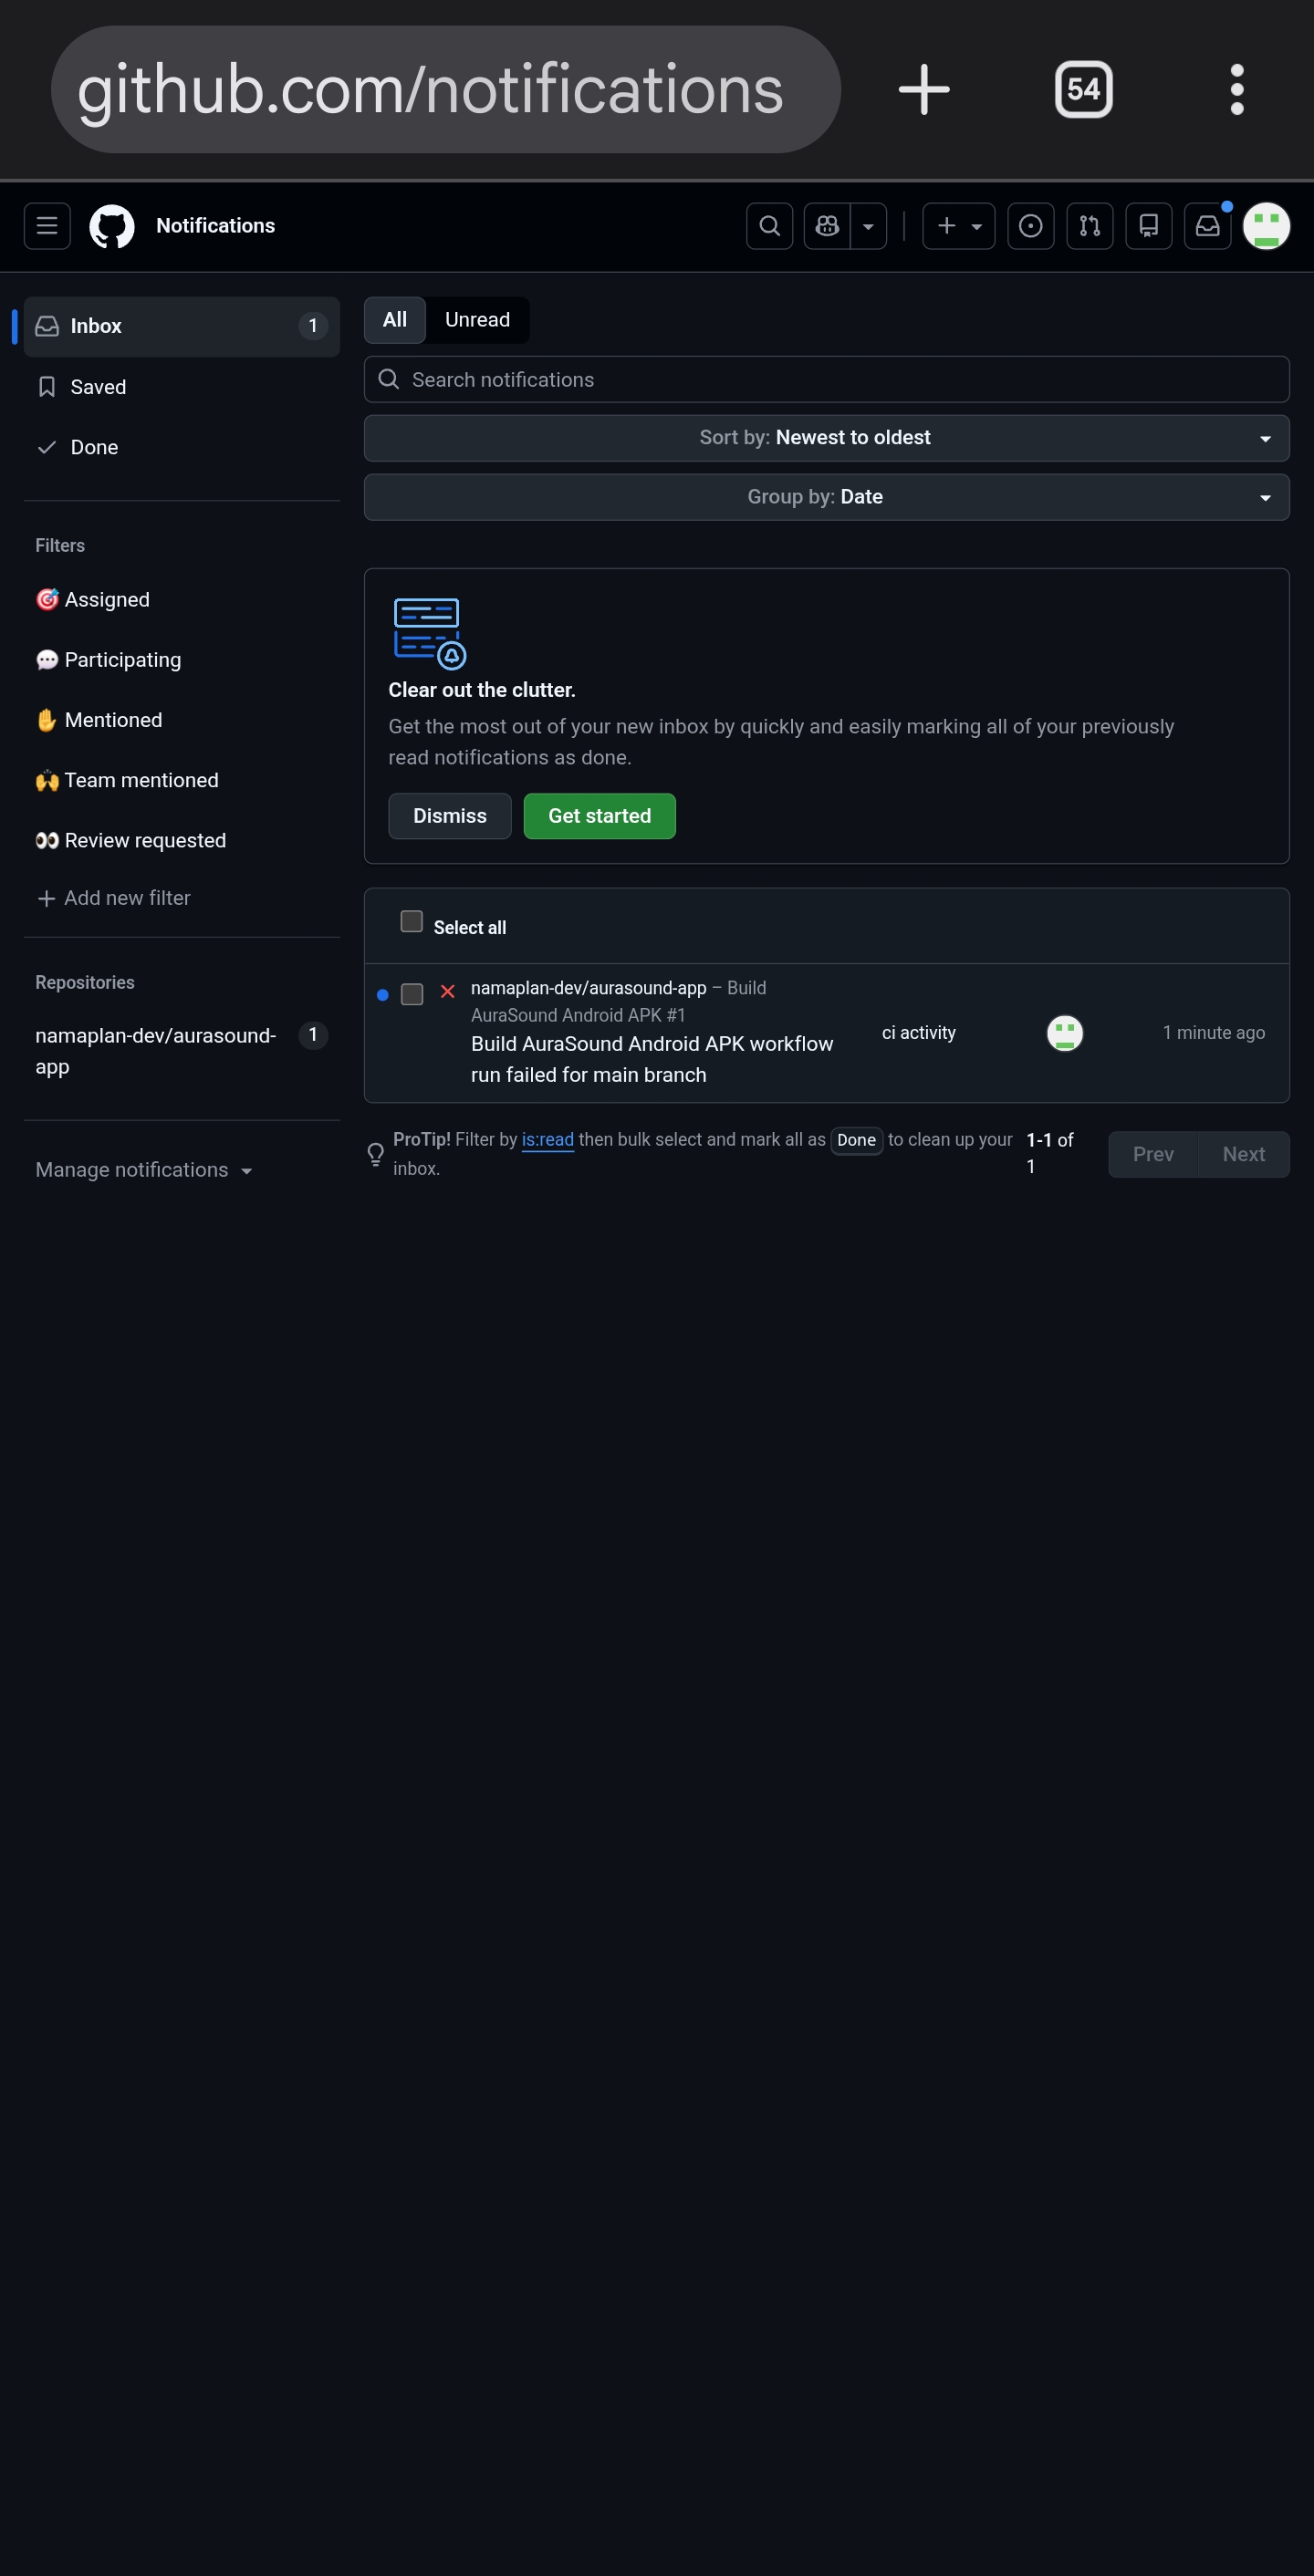 github.com/notifications
54
Notifications
Inbox
1
Saved
Done
Filters
🎯 Assigned
💬 Participating
✋ Mentioned
🙌 Team mentioned
👀 Review requested
Add new filter
Repositories
namaplan-dev/aurasound-
app
1
Manage notifications
All
Unread
Search notifications
Sort by: Newest to oldest
Group by: Date
Clear out the clutter.
Get the most out of your new inbox by quickly and easily marking all of your previously
read notifications as done.
Dismiss
Get started
Select all
namaplan-dev/aurasound-app – Build
AuraSound Android APK #1
Build AuraSound Android APK workflow
run failed for main branch
ci activity
1 minute ago
ProTip! Filter by is:read then bulk select and mark all as Done to clean up your
inbox.
1-1 of
1
Prev
Next